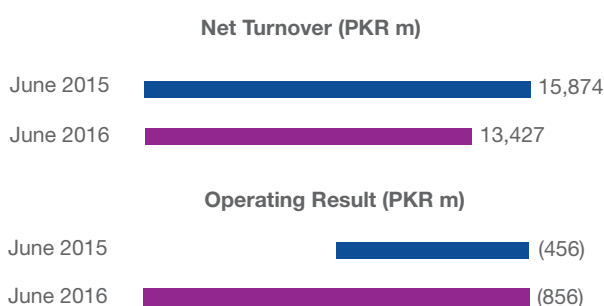 Net Turnover (PKR m)
June 2015 15,874
June 2016 13,427
Operating Result (PKR m)
June 2015 (456)
June 2016 (856)